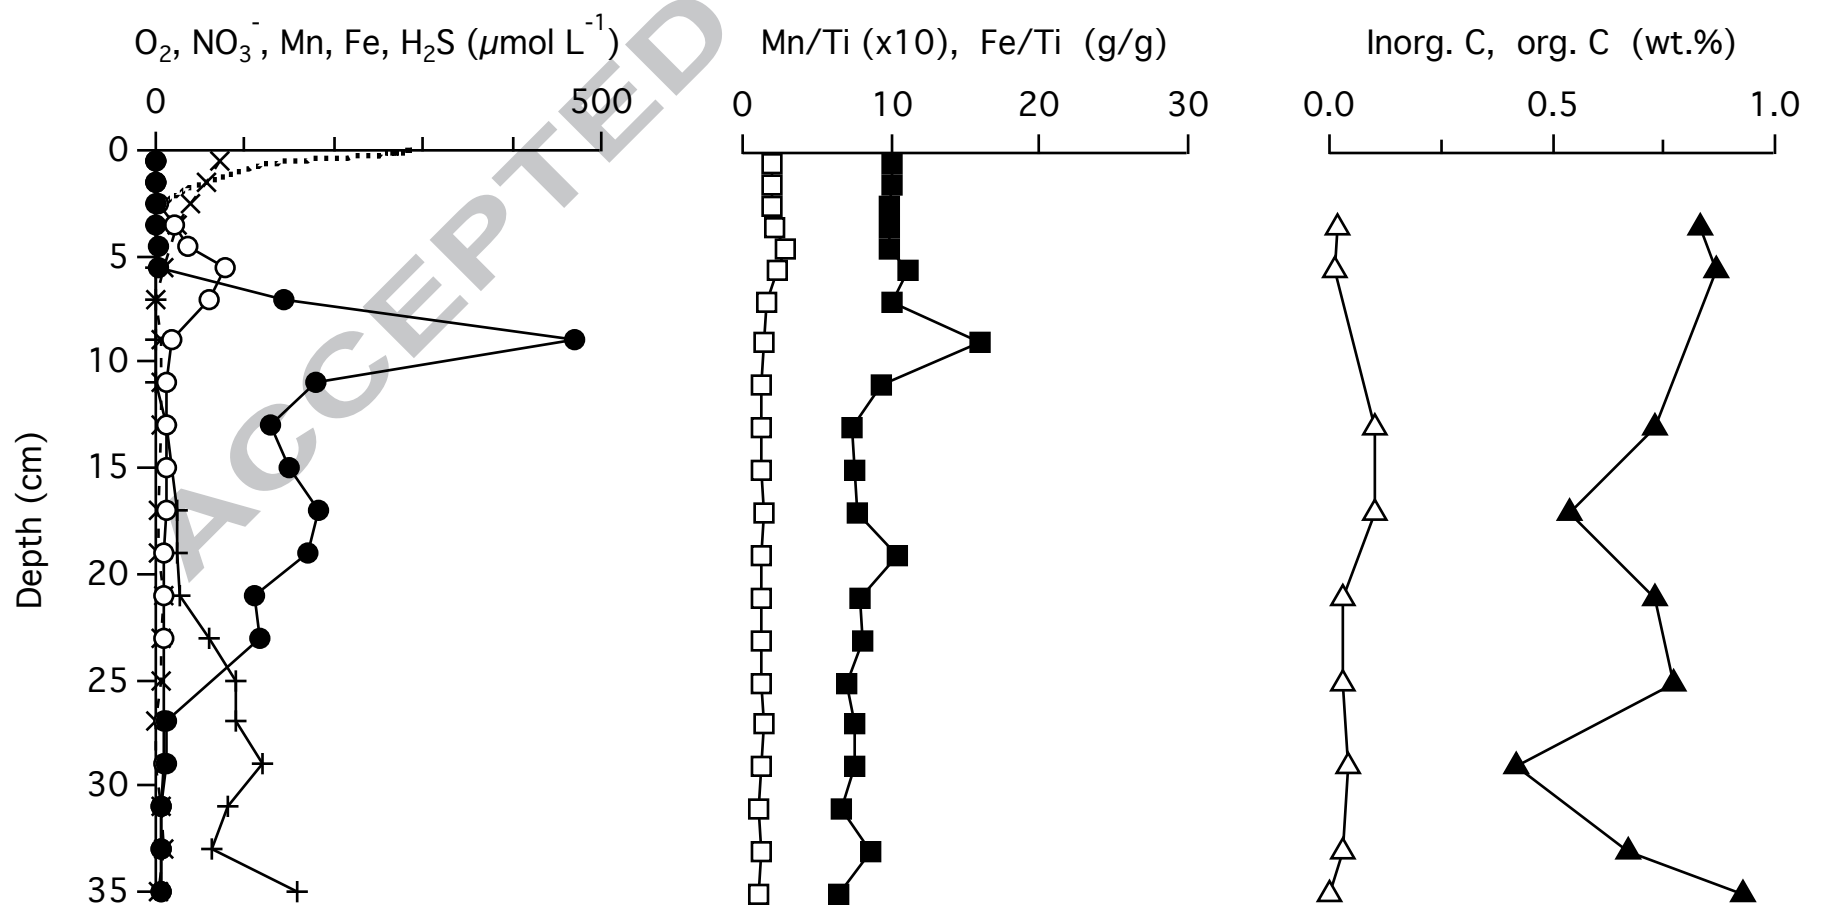 O₂, NO₃⁻, Mn, Fe, H₂S (µmol L⁻¹)
0 500
0
5
10
15
20
25
30
35
Depth (cm)
ACCEPTED
Mn/Ti (x10), Fe/Ti (g/g)
0 10 20 30
Inorg. C, org. C (wt.%)
0.0 0.5 1.0